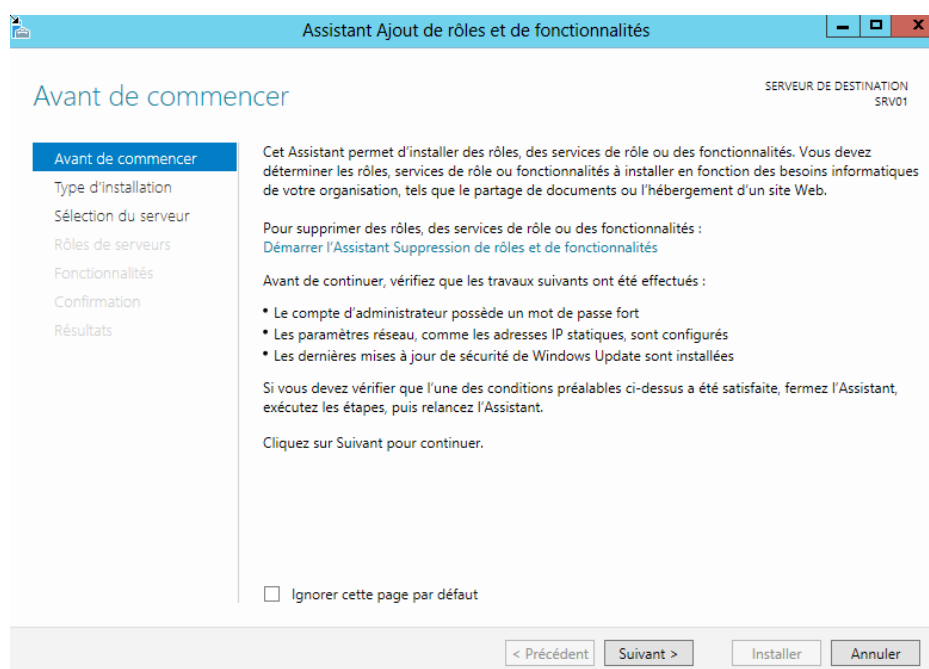 Assistant Ajout de rôles et de fonctionnalités
Avant de commencer
SERVEUR DE DESTINATION
SRV01
Avant de commencer
Type d'installation
Sélection du serveur
Rôles de serveurs
Fonctionnalités
Confirmation
Résultats
Cet Assistant permet d'installer des rôles, des services de rôle ou des fonctionnalités. Vous devez
déterminer les rôles, services de rôle ou fonctionnalités à installer en fonction des besoins informatiques
de votre organisation, tels que le partage de documents ou l'hébergement d'un site Web.
Pour supprimer des rôles, des services de rôle ou des fonctionnalités :
Démarrer l'Assistant Suppression de rôles et de fonctionnalités
Avant de continuer, vérifiez que les travaux suivants ont été effectués :
• Le compte d'administrateur possède un mot de passe fort
• Les paramètres réseau, comme les adresses IP statiques, sont configurés
• Les dernières mises à jour de sécurité de Windows Update sont installées
Si vous devez vérifier que l'une des conditions préalables ci-dessus a été satisfaite, fermez l'Assistant,
exécutez les étapes, puis relancez l'Assistant.
Cliquez sur Suivant pour continuer.
Ignorer cette page par défaut
< Précédent
Suivant >
Installer
Annuler